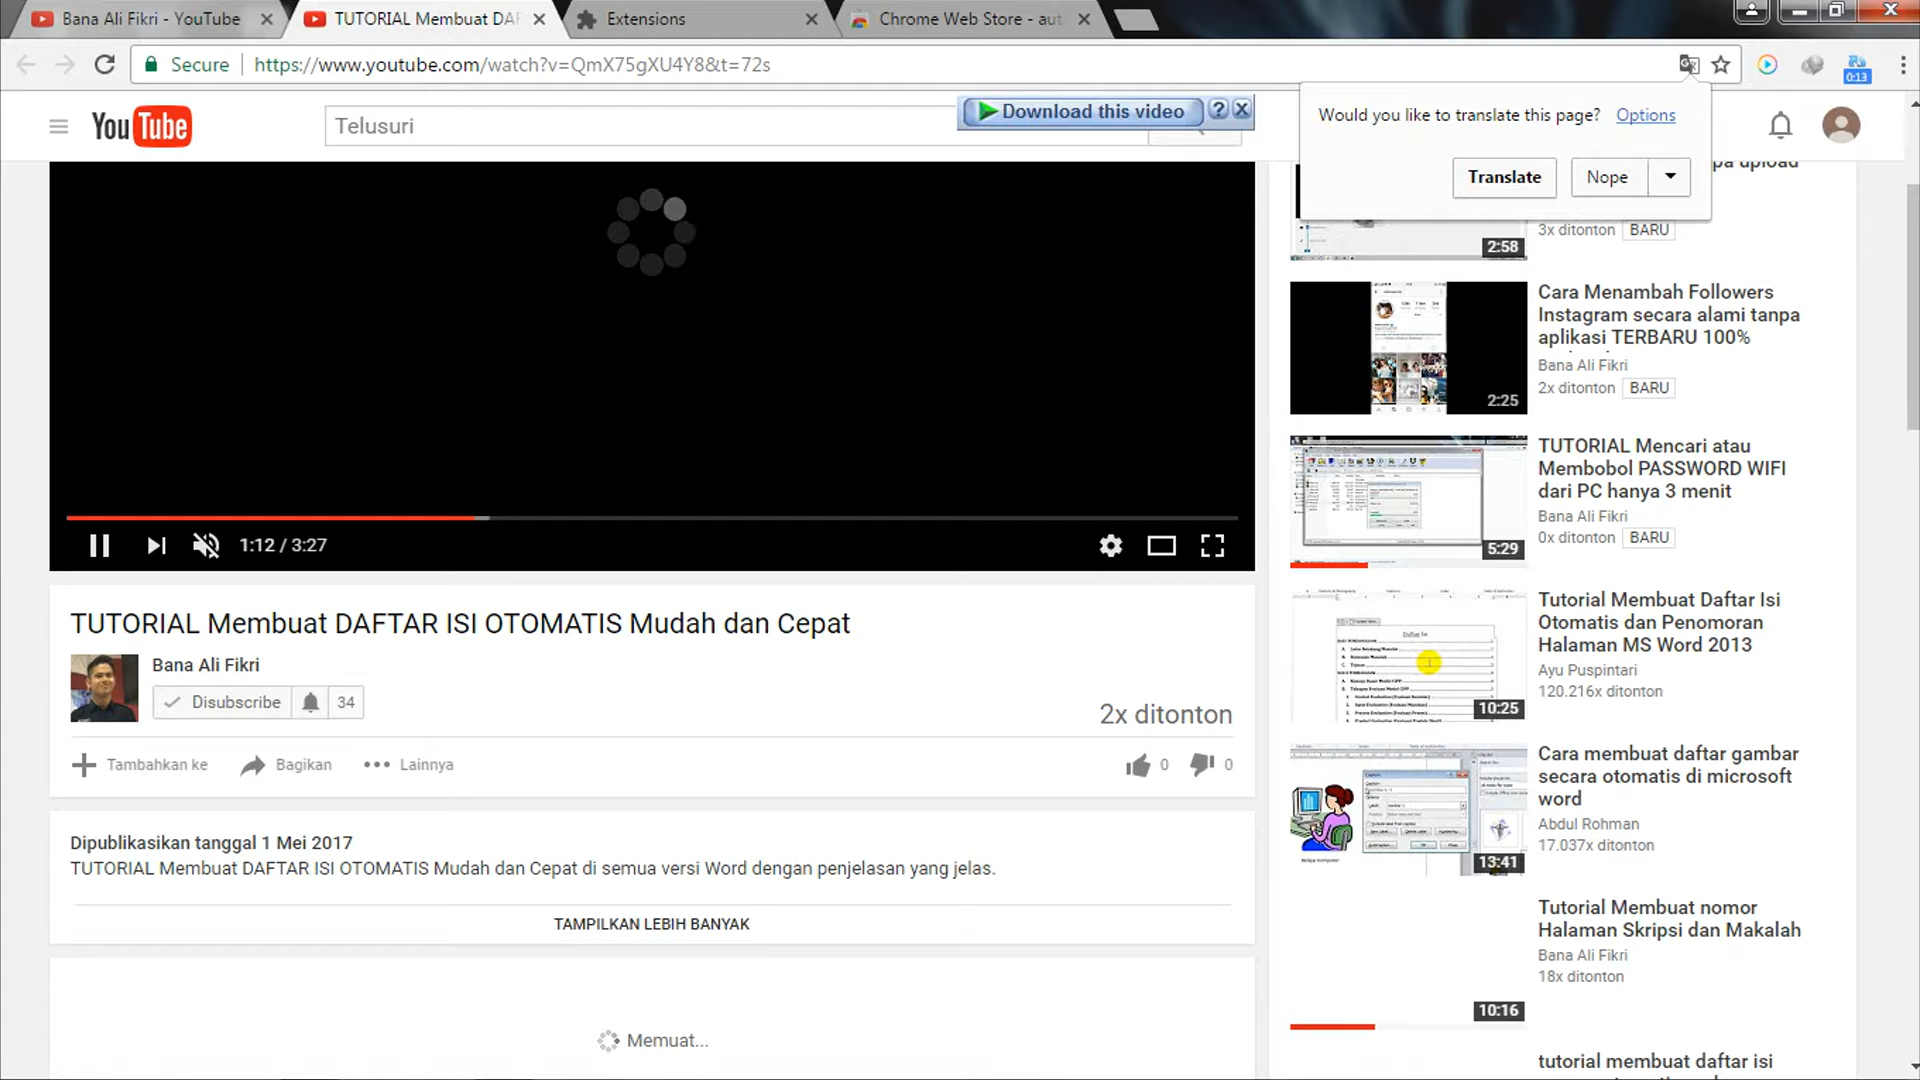 Bana Ali Fikri - YouTube
TUTORIAL Membuat DAF
Extensions
Chrome Web Store - aut
Secure
https://www.youtube.com/watch?v=QmX75gXU4Y8&t=72s
0:13
YouTube
Telusuri
Download this video
?
Would you like to translate this page? Options
Translate
Nope
1:12 / 3:27
TUTORIAL Membuat DAFTAR ISI OTOMATIS Mudah dan Cepat
Bana Ali Fikri
Disubscribe
34
2x ditonton
Tambahkan ke
Bagikan
Lainnya
0
0
Dipublikasikan tanggal 1 Mei 2017
TUTORIAL Membuat DAFTAR ISI OTOMATIS Mudah dan Cepat di semua versi Word dengan penjelasan yang jelas.
TAMPILKAN LEBIH BANYAK
Memuat...
upload
3x ditonton BARU
2:58
Cara Menambah Followers
Instagram secara alami tanpa
aplikasi TERBARU 100%
Bana Ali Fikri
2x ditonton BARU
2:25
TUTORIAL Mencari atau
Membobol PASSWORD WIFI
dari PC hanya 3 menit
Bana Ali Fikri
0x ditonton BARU
5:29
Tutorial Membuat Daftar Isi
Otomatis dan Penomoran
Halaman MS Word 2013
Ayu Puspintari
120.216x ditonton
Daftar Isi
10:25
Cara membuat daftar gambar
secara otomatis di microsoft
word
Abdul Rohman
17.037x ditonton
13:41
Tutorial Membuat nomor
Halaman Skripsi dan Makalah
Bana Ali Fikri
18x ditonton
10:16
tutorial membuat daftar isi